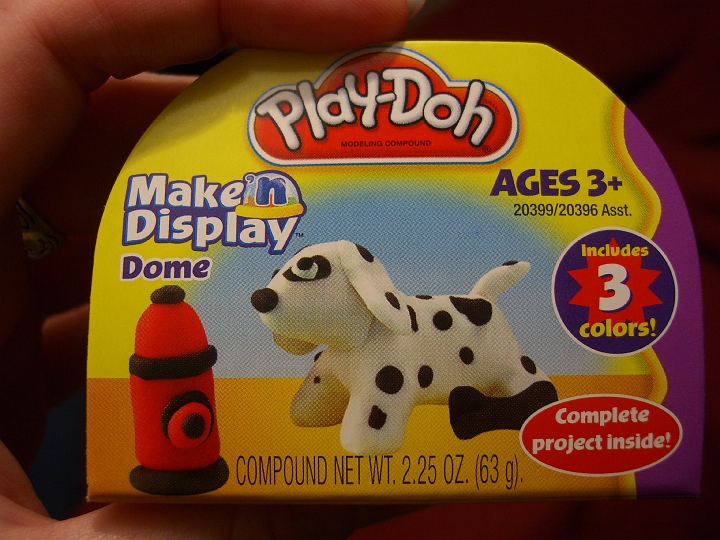 Play-Doh
MODELING COMPOUND
Make'n
Display™
Dome
AGES 3+
20399/20396 Asst.
Includes
3
colors!
Complete
project inside!
COMPOUND NET WT. 2.25 OZ. (63 g).